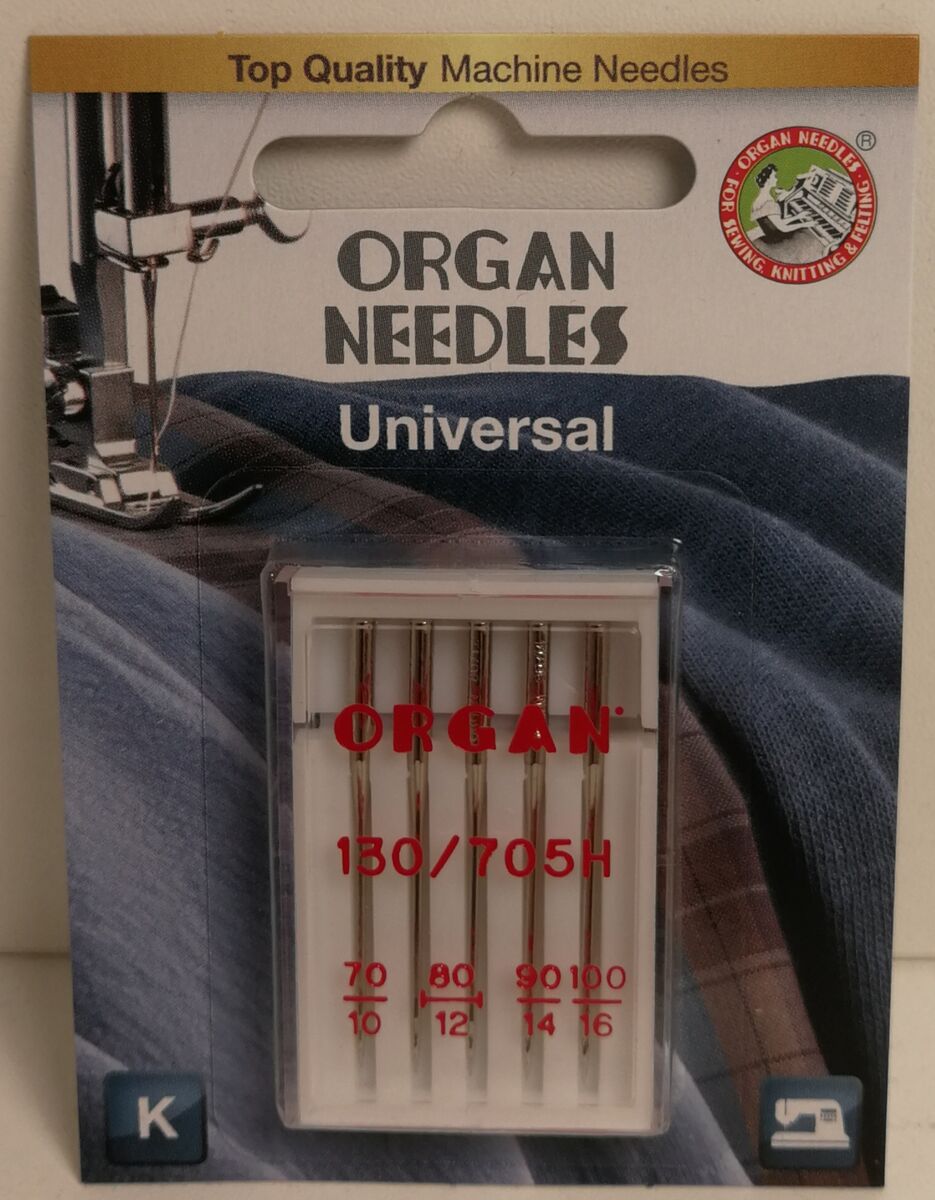 Top Quality Machine Needles
ORGAN NEEDLES
FOR SEWING, KNITTING & FELTING
®
ORGAN
NEEDLES
Universal
ORGAN
130/705H
70 80 90 100
10 12 14 16
K